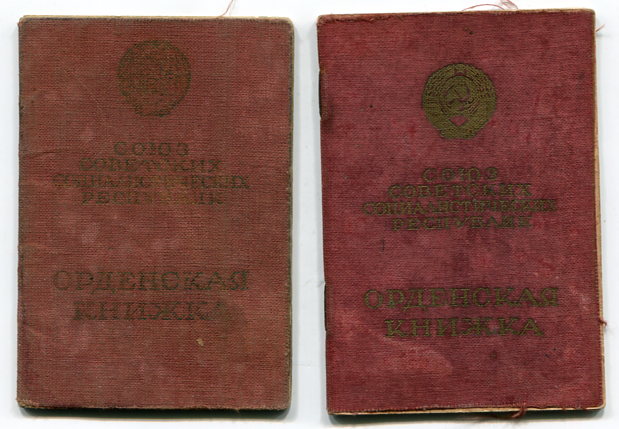 СОЮЗ
СОВЕТСКИХ
СОЦИАЛИСТИЧЕСКИХ
РЕСПУБЛИК
ОРДЕНСКАЯ
КНИЖКА
СОЮЗ
СОВЕТСКИХ
СОЦИАЛИСТИЧЕСКИХ
РЕСПУБЛИК
ОРДЕНСКАЯ
КНИЖКА